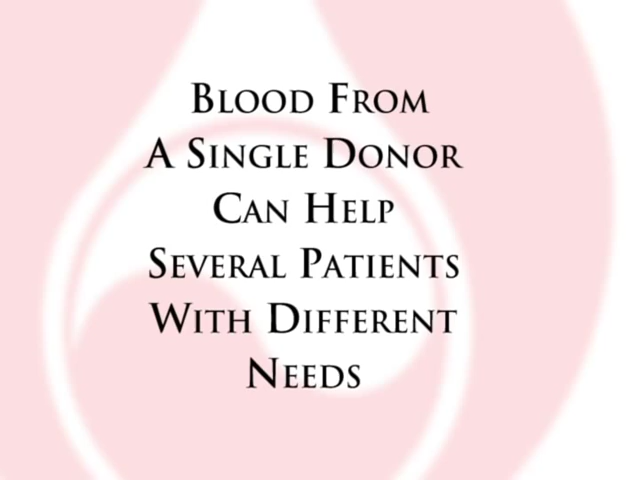 Blood From
A Single Donor
Can Help
Several Patients
With Different
Needs